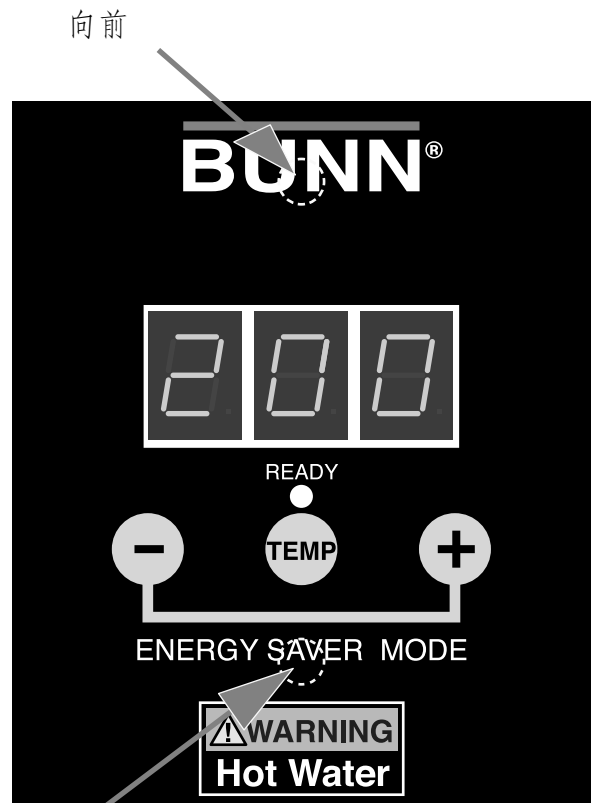 向前
BUNN®
200
READY
- TEMP +
ENERGY SAVER MODE
⚠WARNING
Hot Water